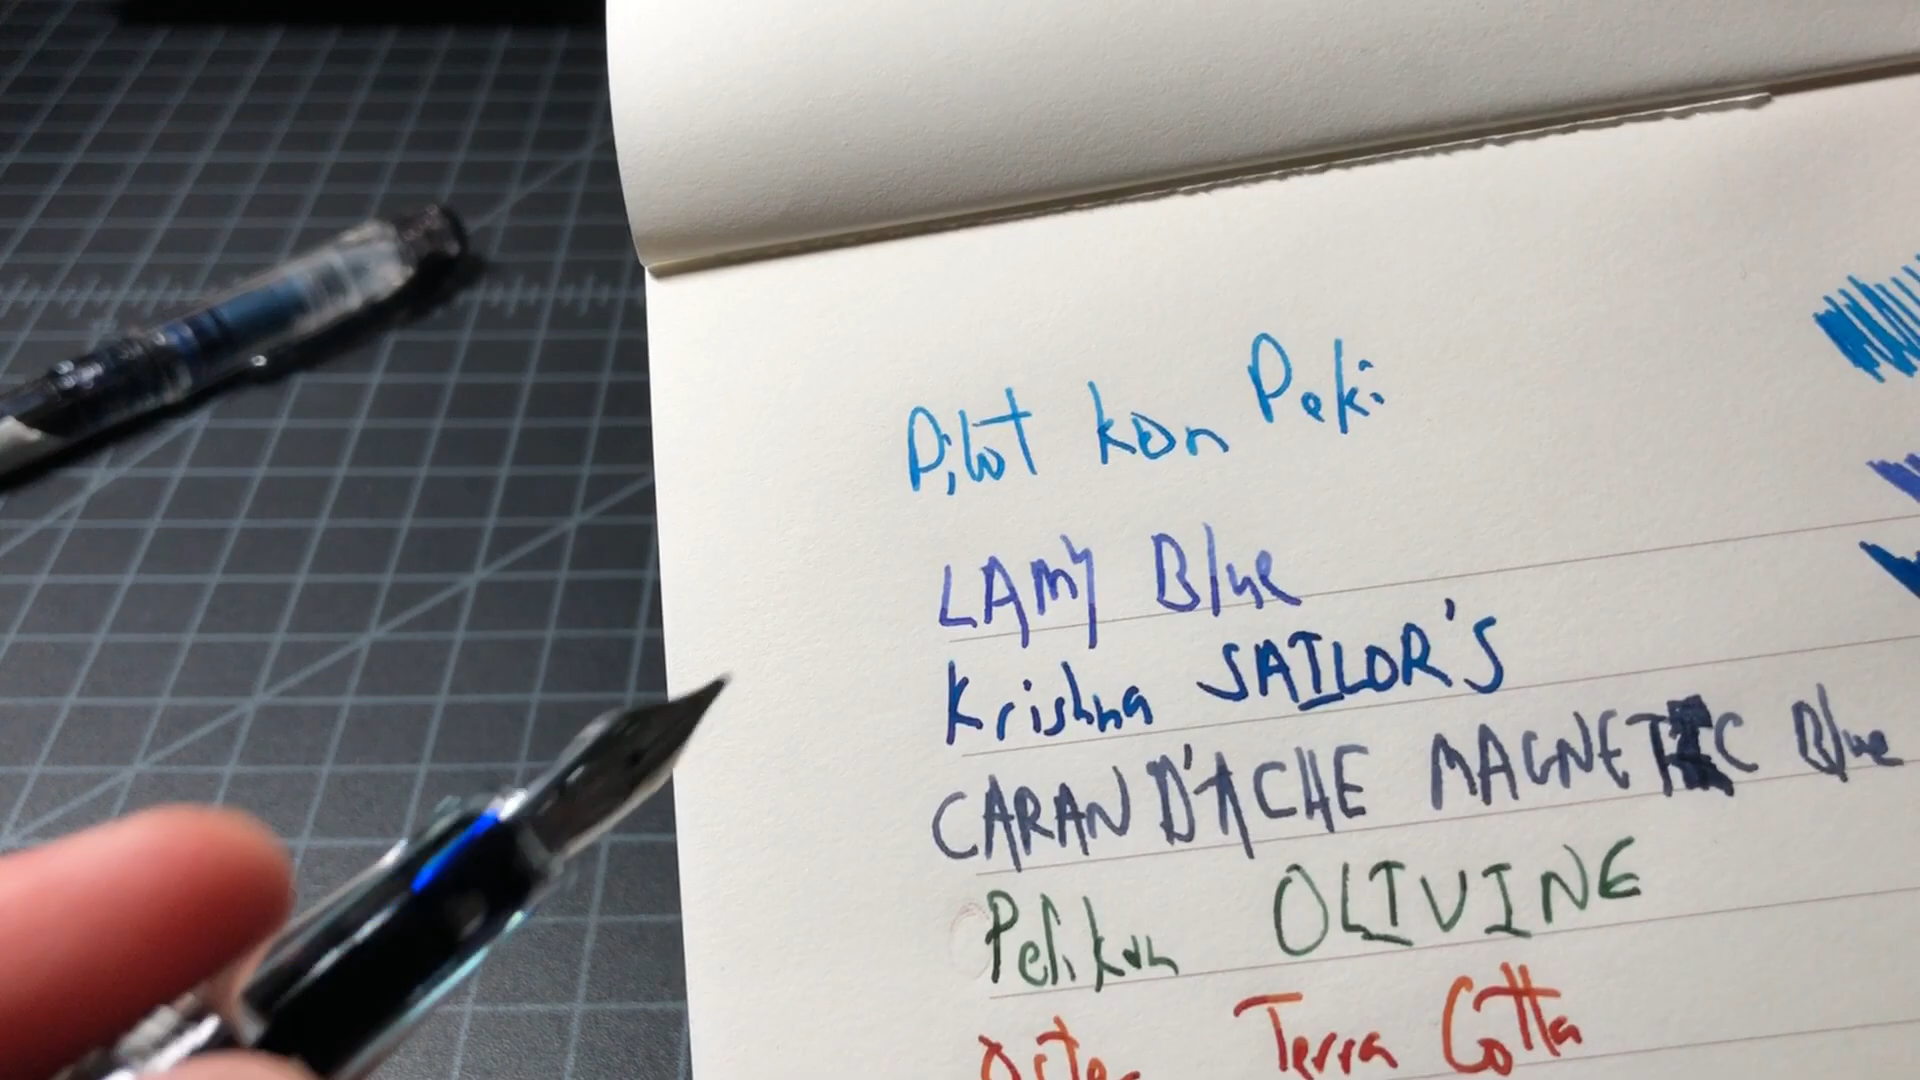 Pilot kon Peki
LAMY Blue
Krishna SAILOR'S
CARAN D'ACHE MAGNETIC Blue
Pelikan OLIVINE
Terra Cotta